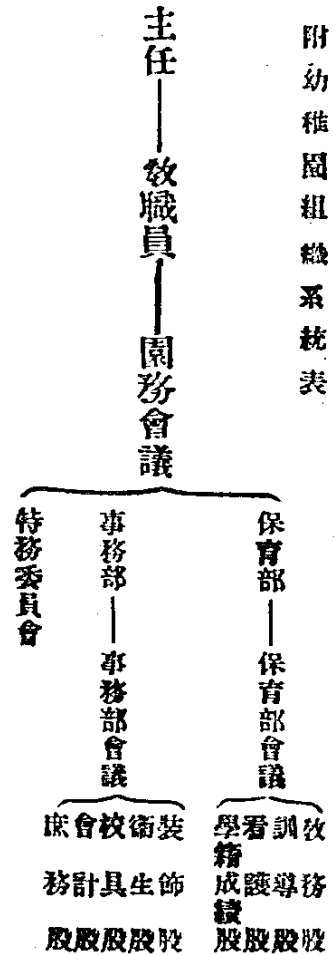 附幼稚園組織系統表
主任
教職員
園務會議
保育部
保育部會議
教務股
訓導股
看護股
學籍成績股
事務部
事務部會議
裝飾股
衛生股
校具股
會計股
庶務股
特務委員會